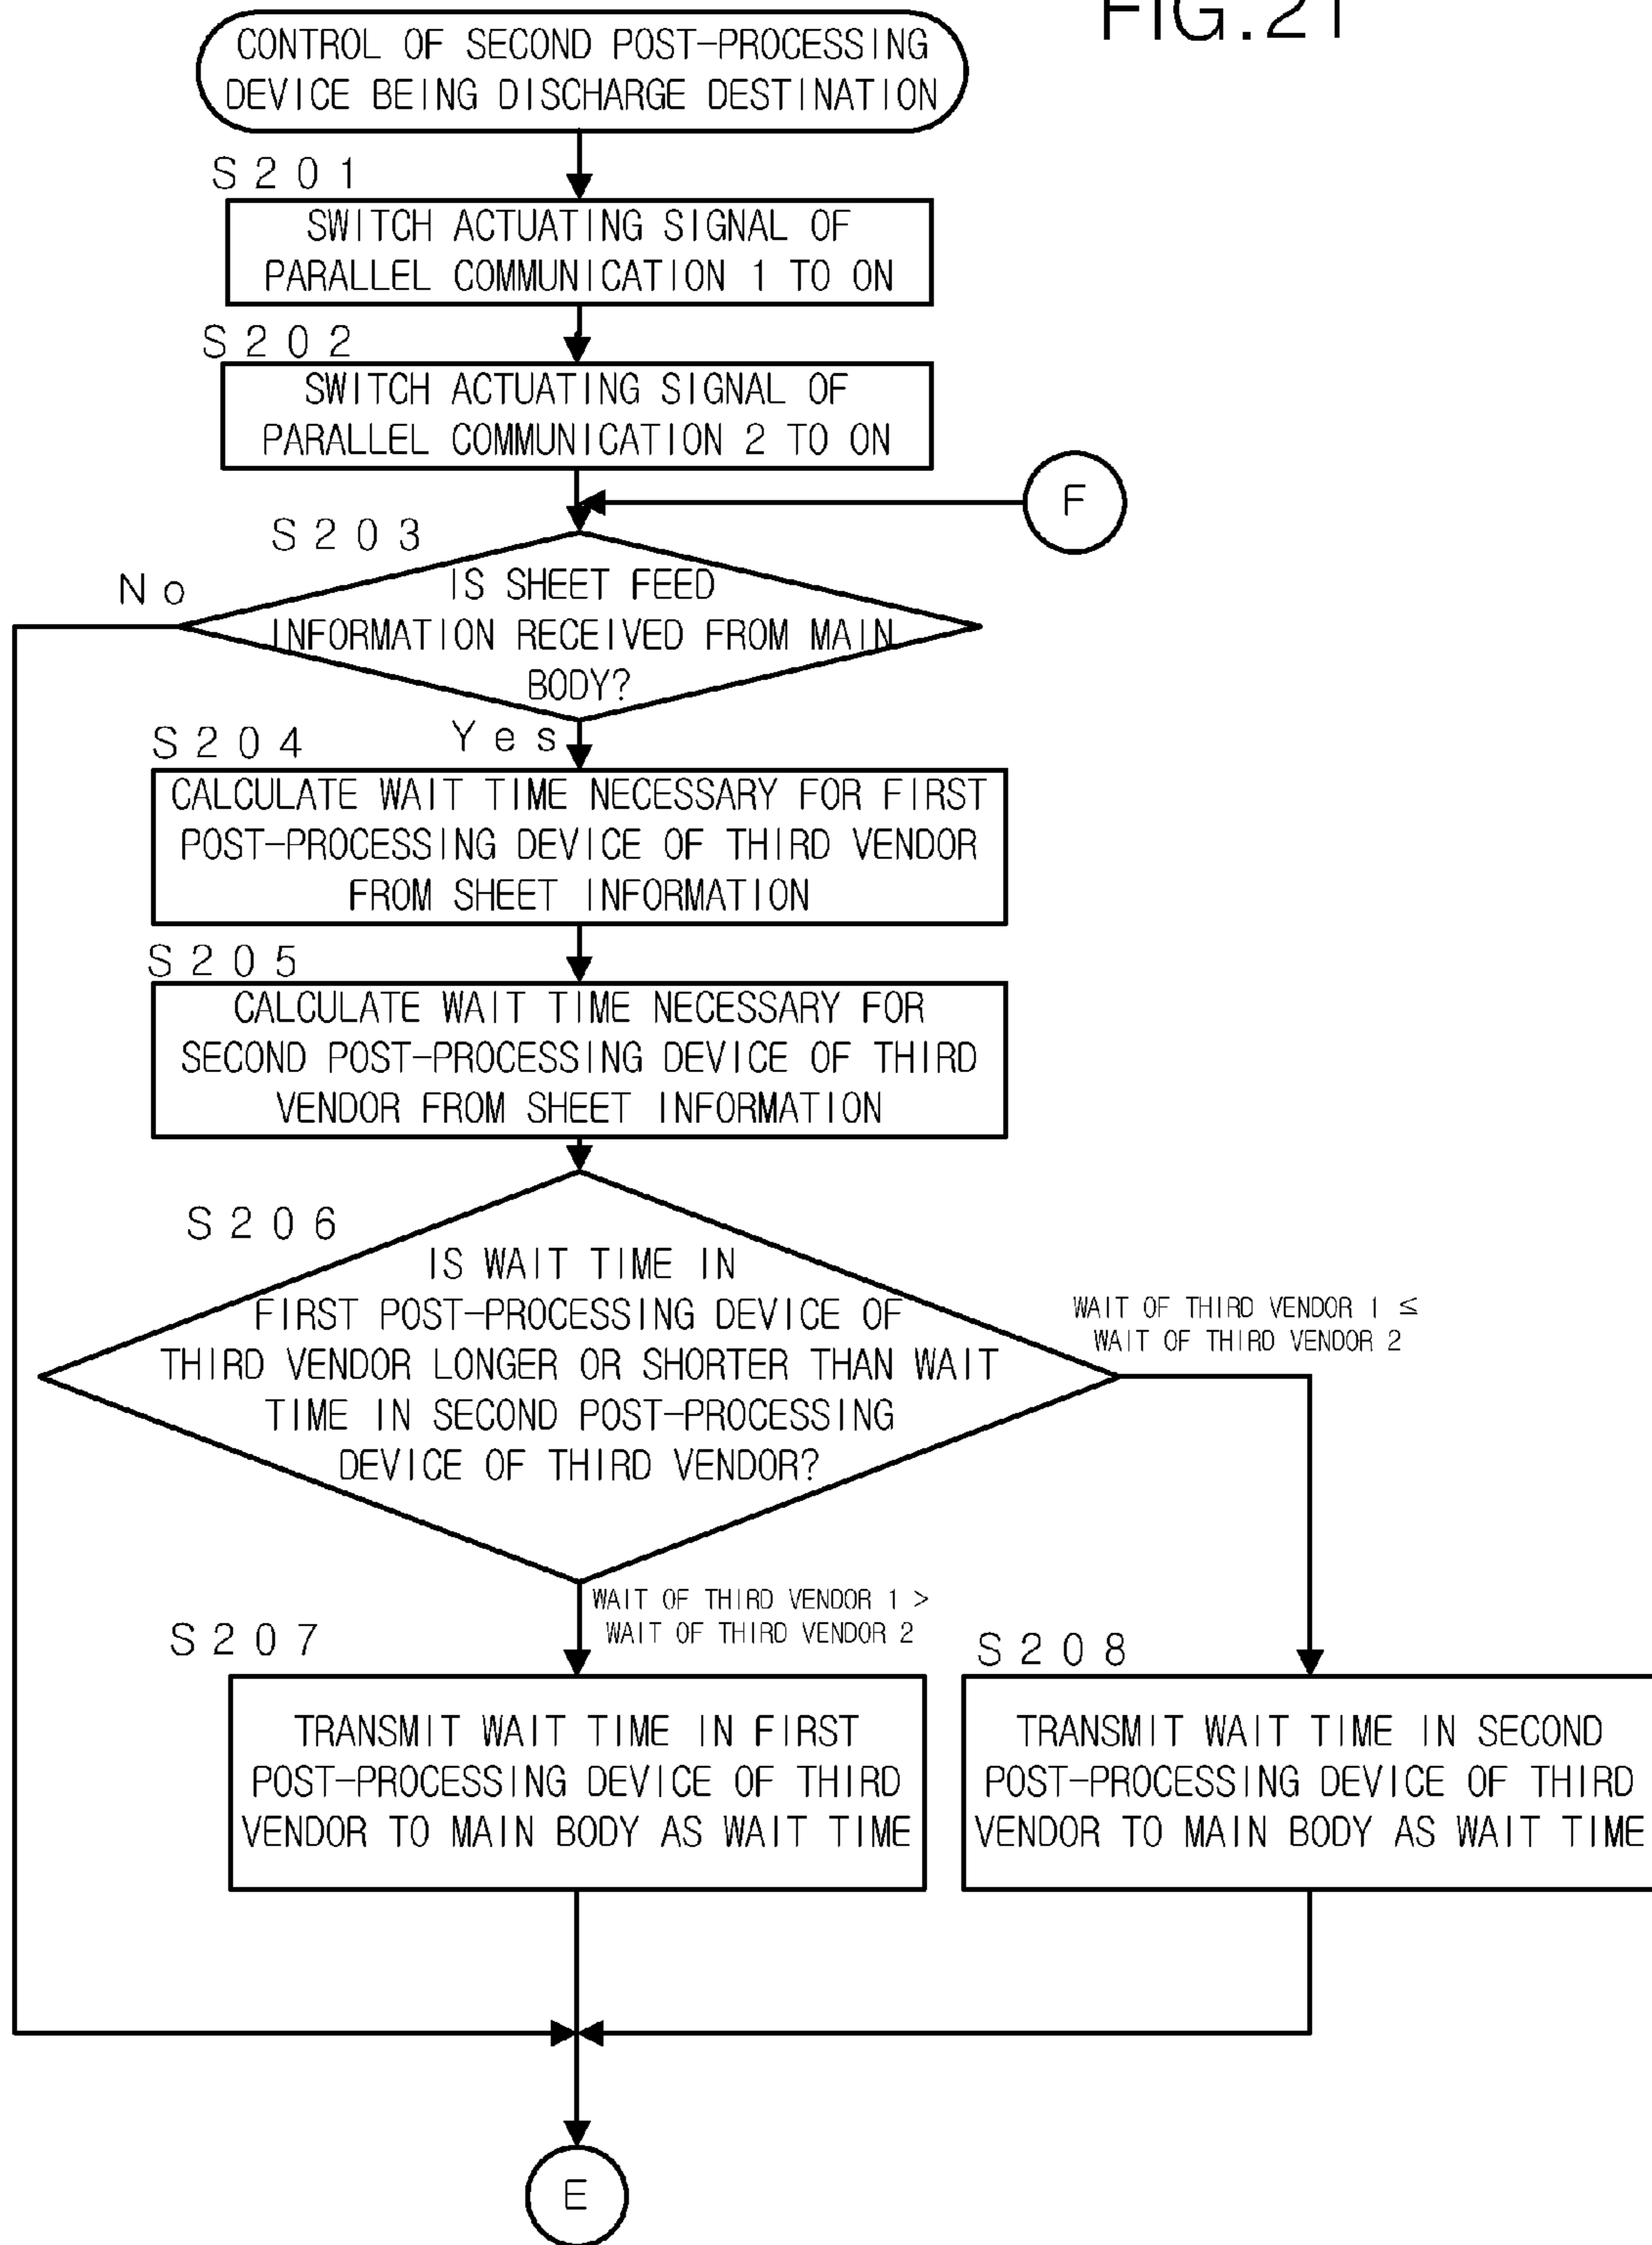 FIG.21
CONTROL OF SECOND POST-PROCESSING
DEVICE BEING DISCHARGE DESTINATION
S201
SWITCH ACTUATING SIGNAL OF
PARALLEL COMMUNICATION 1 TO ON
S202
SWITCH ACTUATING SIGNAL OF
PARALLEL COMMUNICATION 2 TO ON
F
S203
No
IS SHEET FEED
INFORMATION RECEIVED FROM MAIN
BODY?
Yes
S204
CALCULATE WAIT TIME NECESSARY FOR FIRST
POST-PROCESSING DEVICE OF THIRD VENDOR
FROM SHEET INFORMATION
S205
CALCULATE WAIT TIME NECESSARY FOR
SECOND POST-PROCESSING DEVICE OF THIRD
VENDOR FROM SHEET INFORMATION
S206
IS WAIT TIME IN
FIRST POST-PROCESSING DEVICE OF
THIRD VENDOR LONGER OR SHORTER THAN WAIT
TIME IN SECOND POST-PROCESSING
DEVICE OF THIRD VENDOR?
WAIT OF THIRD VENDOR 1 ≤
WAIT OF THIRD VENDOR 2
WAIT OF THIRD VENDOR 1 >
WAIT OF THIRD VENDOR 2
S207
TRANSMIT WAIT TIME IN FIRST
POST-PROCESSING DEVICE OF THIRD
VENDOR TO MAIN BODY AS WAIT TIME
S208
TRANSMIT WAIT TIME IN SECOND
POST-PROCESSING DEVICE OF THIRD
VENDOR TO MAIN BODY AS WAIT TIME
E